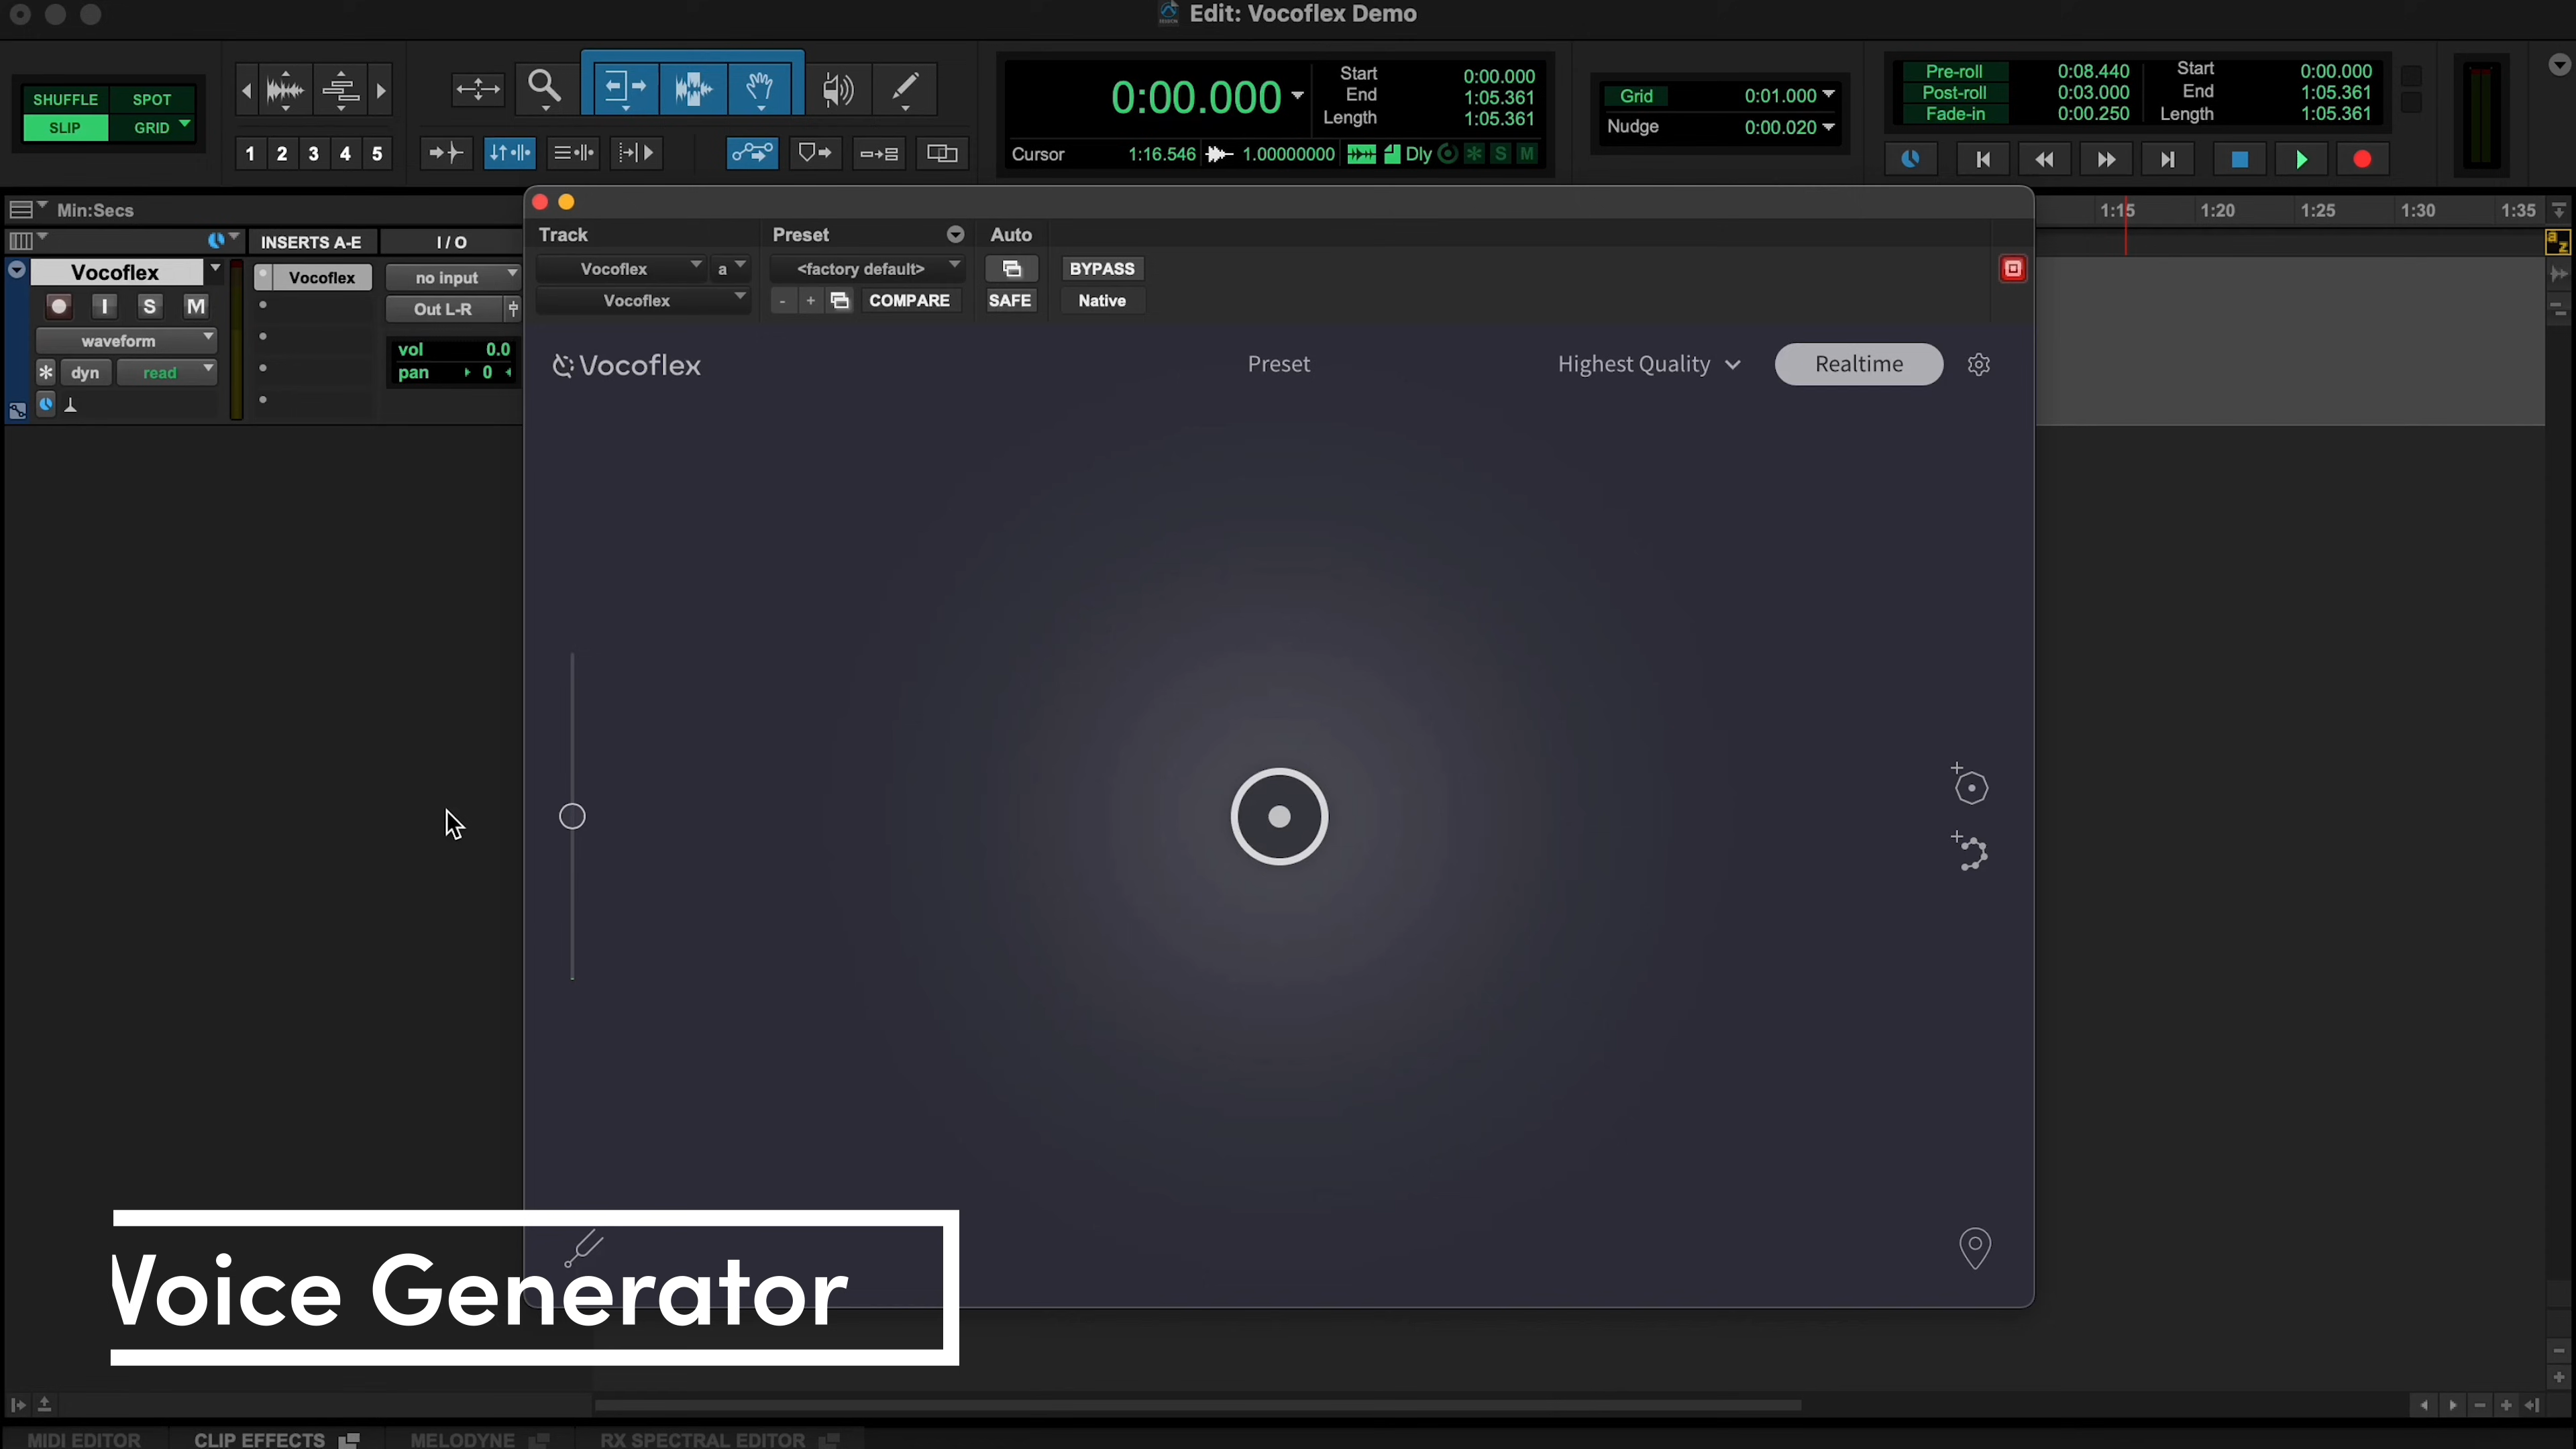 Edit: Vocoflex Demo
SHUFFLE SPOT
SLIP GRID
1 2 3 4 5
0:00.000
Start 0:00.000
End 1:05.361
Length 1:05.361
Cursor 1:16.546 1.00000000 Dly S M
Grid 0:01.000
Nudge 0:00.020
Pre-roll 0:08.440
Post-roll 0:03.000
Fade-in 0:00.250
Start 0:00.000
End 1:05.361
Length 1:05.361
Min:Secs
1:15 1:20 1:25 1:30 1:35
INSERTS A-E I / O
a z
Vocoflex
I S M
waveform
dyn read
Vocoflex
no input
Out L-R
vol 0.0
pan 0
Track
Preset
Auto
Vocoflex a
<factory default>
BYPASS
Vocoflex
- + COMPARE
SAFE
Native
Vocoflex
Preset
Highest Quality
Realtime
Voice Generator
MIDI EDITOR CLIP EFFECTS MELODYNE RX SPECTRAL EDITOR